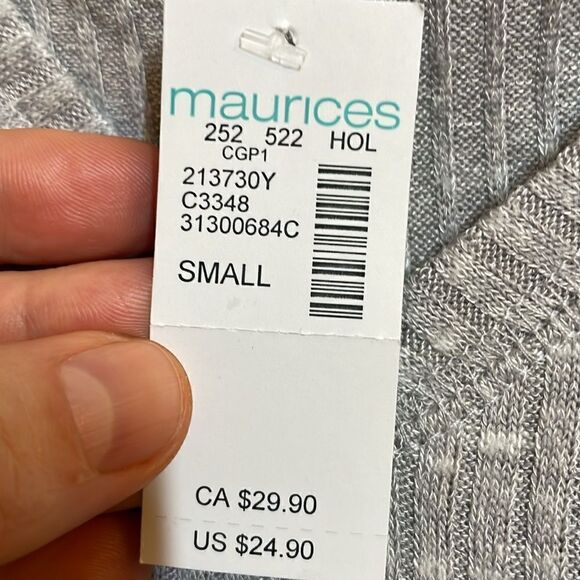 maurices
252 522 HOL
CGP1
213730Y
C3348
31300684C
SMALL
CA $29.90
US $24.90